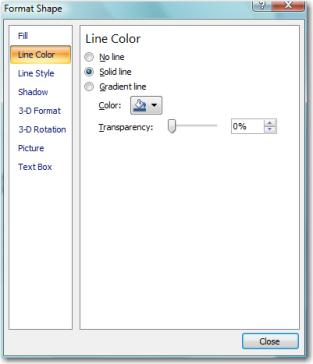 Format Shape
Fill
Line Color
Line Style
Shadow
3-D Format
3-D Rotation
Picture
Text Box
Line Color
No line
Solid line
Gradient line
Color:
Transparency:
0%
Close